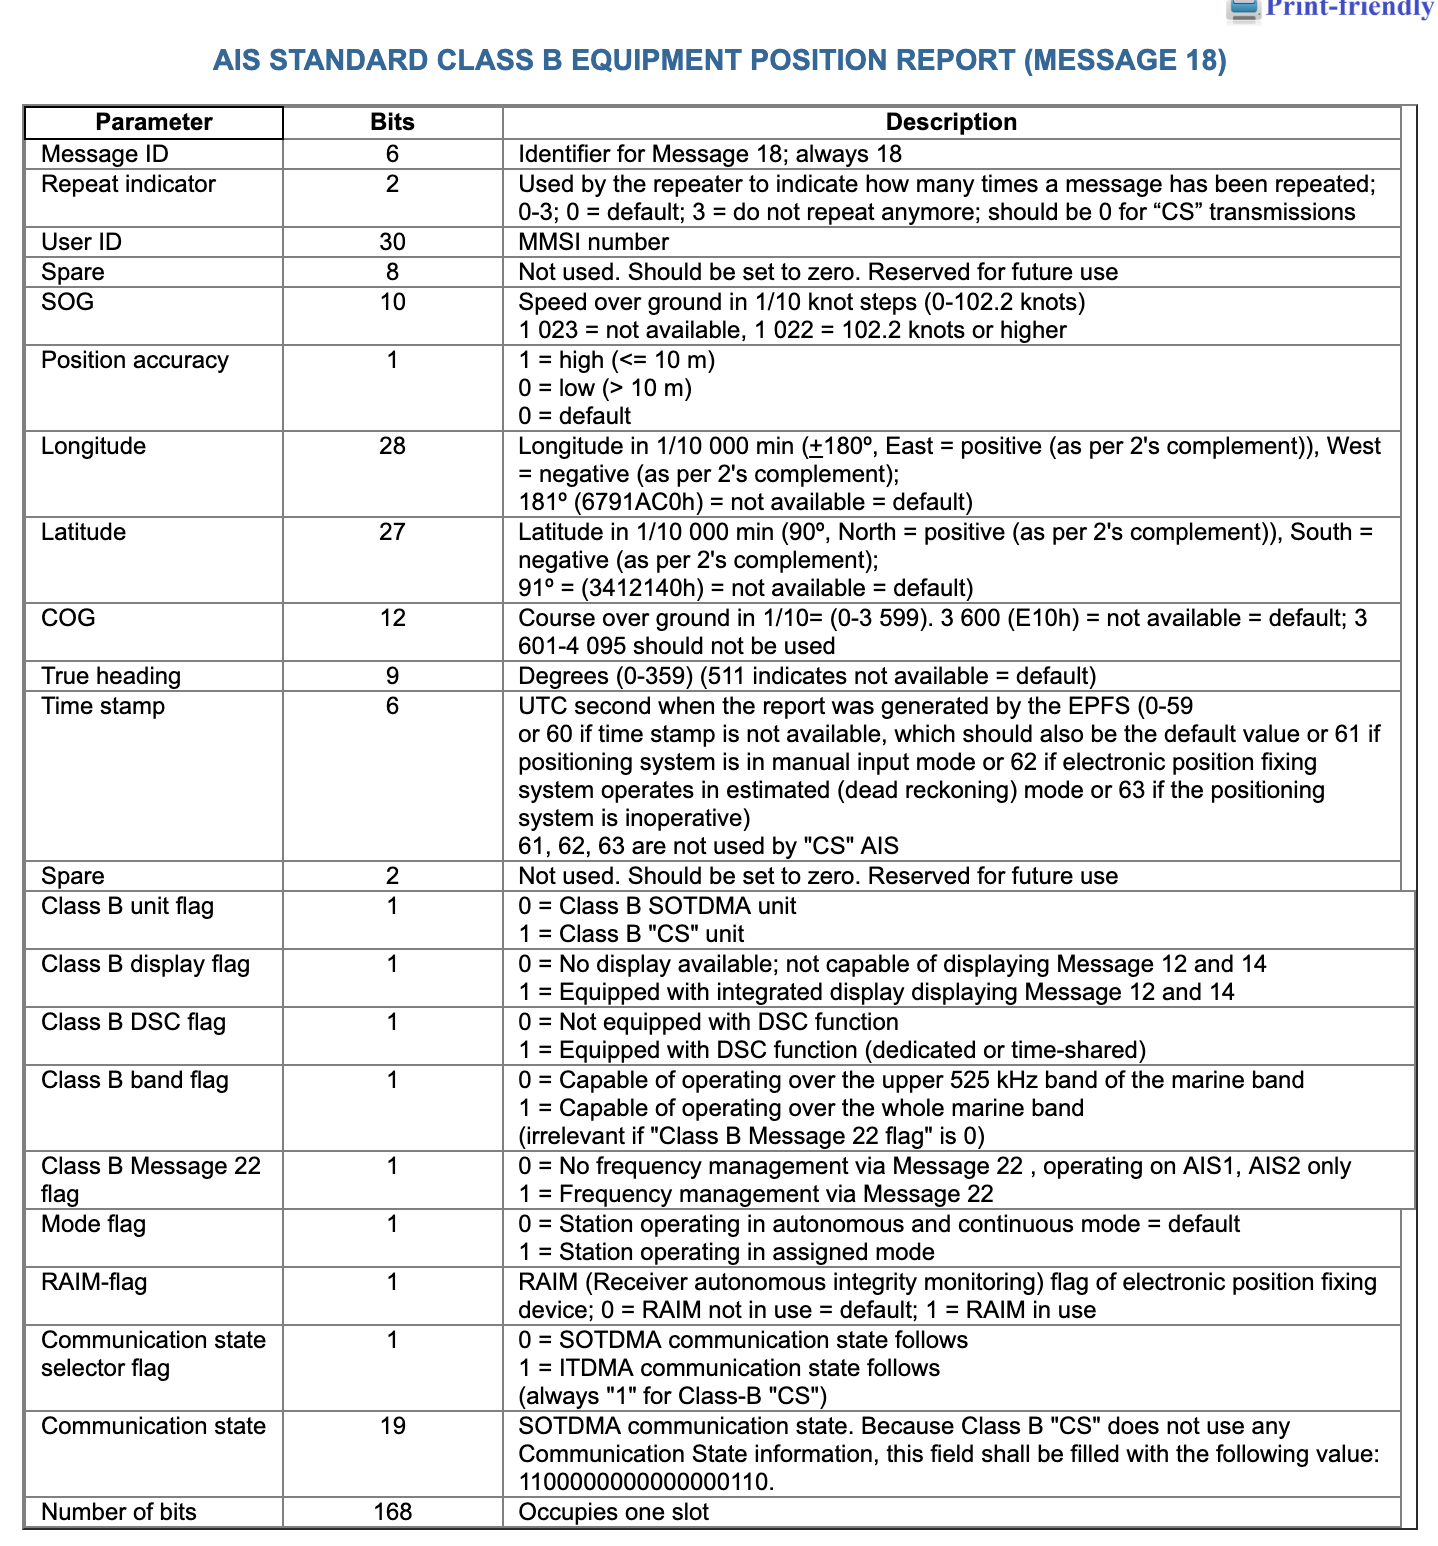 Print-friendly
AIS STANDARD CLASS B EQUIPMENT POSITION REPORT (MESSAGE 18)
Parameter Bits Description
Message ID 6 Identifier for Message 18; always 18
Repeat indicator 2 Used by the repeater to indicate how many times a message has been repeated;
0-3; 0 = default; 3 = do not repeat anymore; should be 0 for “CS” transmissions
User ID 30 MMSI number
Spare 8 Not used. Should be set to zero. Reserved for future use
SOG 10 Speed over ground in 1/10 knot steps (0-102.2 knots)
1 023 = not available, 1 022 = 102.2 knots or higher
Position accuracy 1 1 = high (<= 10 m)
0 = low (> 10 m)
0 = default
Longitude 28 Longitude in 1/10 000 min (±180º, East = positive (as per 2's complement)), West
= negative (as per 2's complement);
181º (6791AC0h) = not available = default)
Latitude 27 Latitude in 1/10 000 min (90º, North = positive (as per 2's complement)), South =
negative (as per 2's complement);
91º = (3412140h) = not available = default)
COG 12 Course over ground in 1/10= (0-3 599). 3 600 (E10h) = not available = default; 3
601-4 095 should not be used
True heading 9 Degrees (0-359) (511 indicates not available = default)
Time stamp 6 UTC second when the report was generated by the EPFS (0-59
or 60 if time stamp is not available, which should also be the default value or 61 if
positioning system is in manual input mode or 62 if electronic position fixing
system operates in estimated (dead reckoning) mode or 63 if the positioning
system is inoperative)
61, 62, 63 are not used by "CS" AIS
Spare 2 Not used. Should be set to zero. Reserved for future use
Class B unit flag 1 0 = Class B SOTDMA unit
1 = Class B "CS" unit
Class B display flag 1 0 = No display available; not capable of displaying Message 12 and 14
1 = Equipped with integrated display displaying Message 12 and 14
Class B DSC flag 1 0 = Not equipped with DSC function
1 = Equipped with DSC function (dedicated or time-shared)
Class B band flag 1 0 = Capable of operating over the upper 525 kHz band of the marine band
1 = Capable of operating over the whole marine band
(irrelevant if "Class B Message 22 flag" is 0)
Class B Message 22 1 0 = No frequency management via Message 22 , operating on AIS1, AIS2 only
flag 1 = Frequency management via Message 22
Mode flag 1 0 = Station operating in autonomous and continuous mode = default
1 = Station operating in assigned mode
RAIM-flag 1 RAIM (Receiver autonomous integrity monitoring) flag of electronic position fixing
device; 0 = RAIM not in use = default; 1 = RAIM in use
Communication state 1 0 = SOTDMA communication state follows
selector flag 1 = ITDMA communication state follows
(always "1" for Class-B "CS")
Communication state 19 SOTDMA communication state. Because Class B "CS" does not use any
Communication State information, this field shall be filled with the following value:
1100000000000000110.
Number of bits 168 Occupies one slot